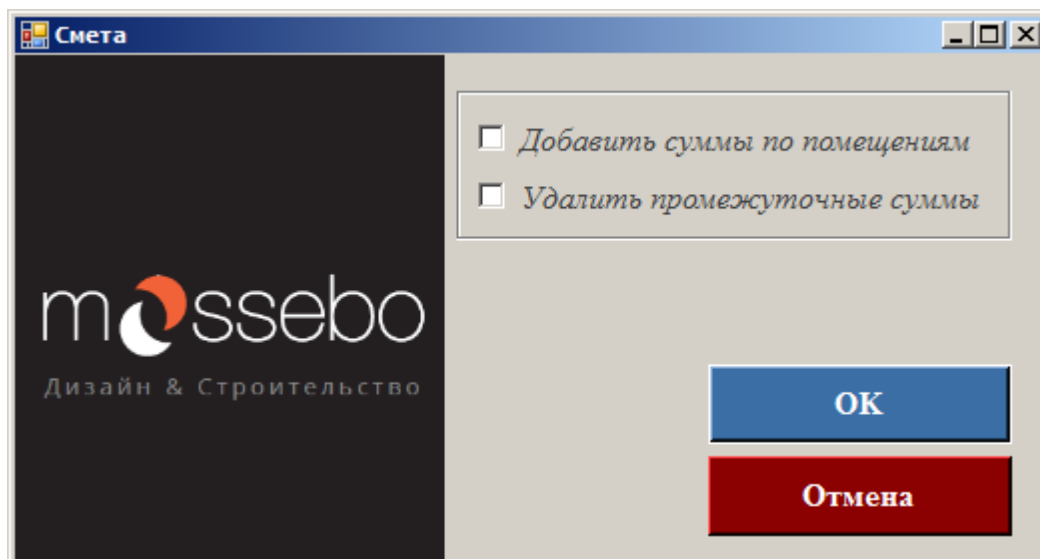 Смета
Добавить суммы по помещениям
Удалить промежуточные суммы
mossebo
Дизайн & Строительство
OK
Отмена